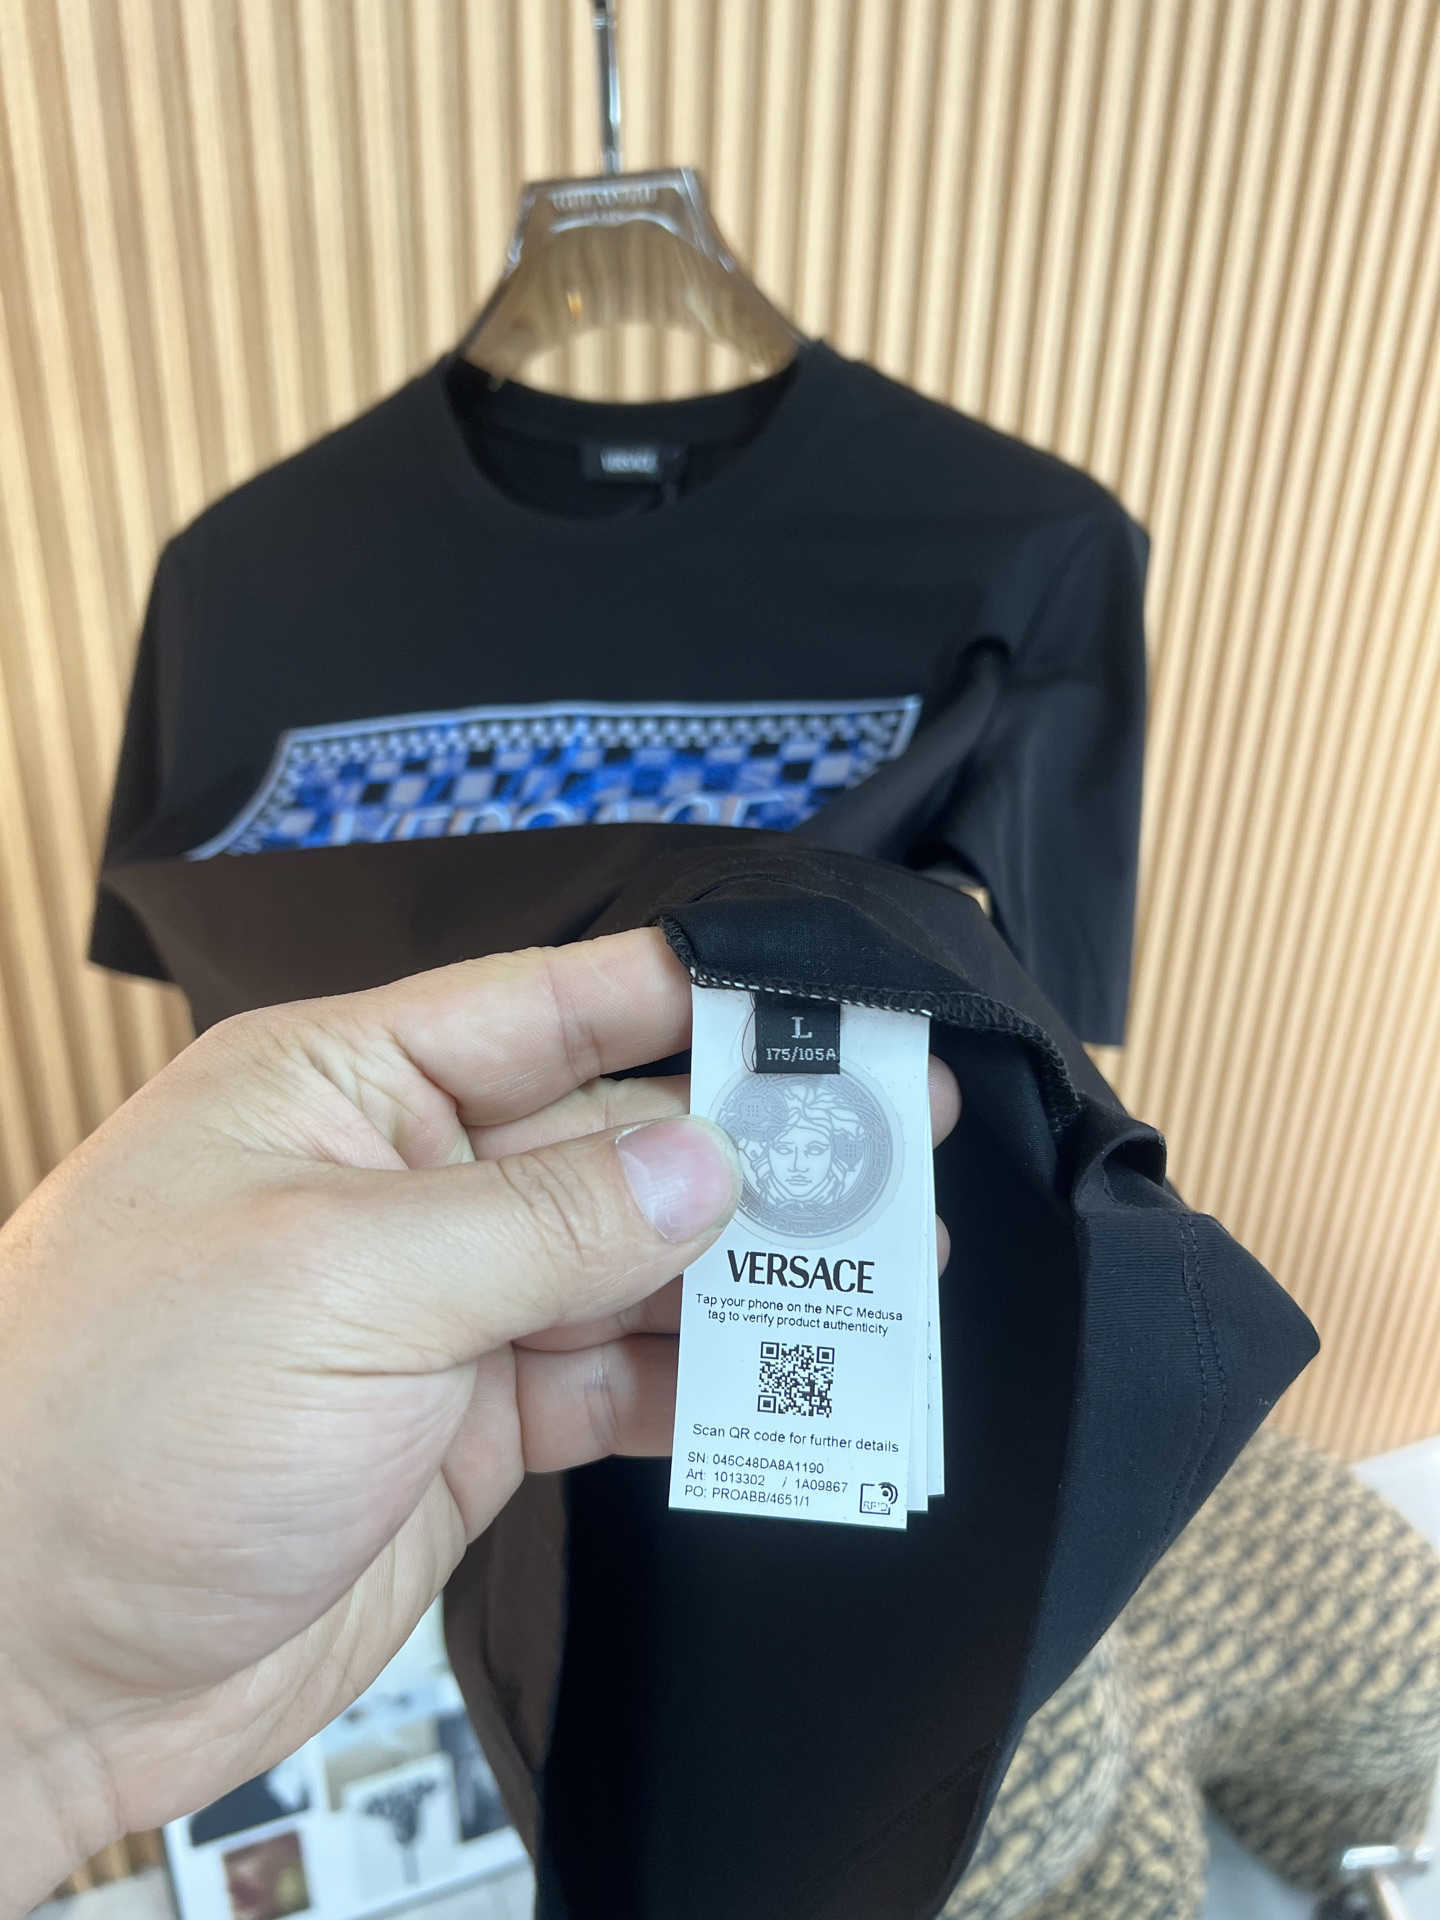 VERSACE
L
175/105A
VERSACE
Tap your phone on the NFC Medusa
tag to verify product authenticity
Scan QR code for further details
SN: 045C48DA8A1190
Art: 1013302 / 1A09867
PO: PROABB/4651/1
RFID